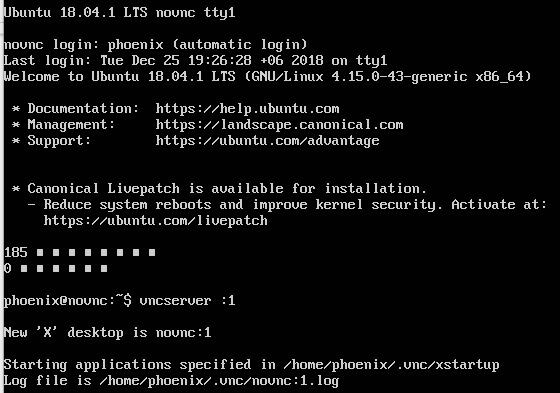 Ubuntu 18.04.1 LTS novnc tty1
novnc login: phoenix (automatic login)
Last login: Tue Dec 25 19:26:28 +06 2018 on tty1
Welcome to Ubuntu 18.04.1 LTS (GNU/Linux 4.15.0-43-generic x86_64)
* Documentation:  https://help.ubuntu.com
* Management:     https://landscape.canonical.com
* Support:        https://ubuntu.com/advantage
* Canonical Livepatch is available for installation.
- Reduce system reboots and improve kernel security. Activate at:
https://ubuntu.com/livepatch
185 ■ ■ ■ ■ ■ ■ ■ ■
0 ■ ■ ■ ■ ■ ■
phoenix@novnc:~$ vncserver :1
New 'X' desktop is novnc:1
Starting applications specified in /home/phoenix/.vnc/xstartup
Log file is /home/phoenix/.vnc/novnc:1.log